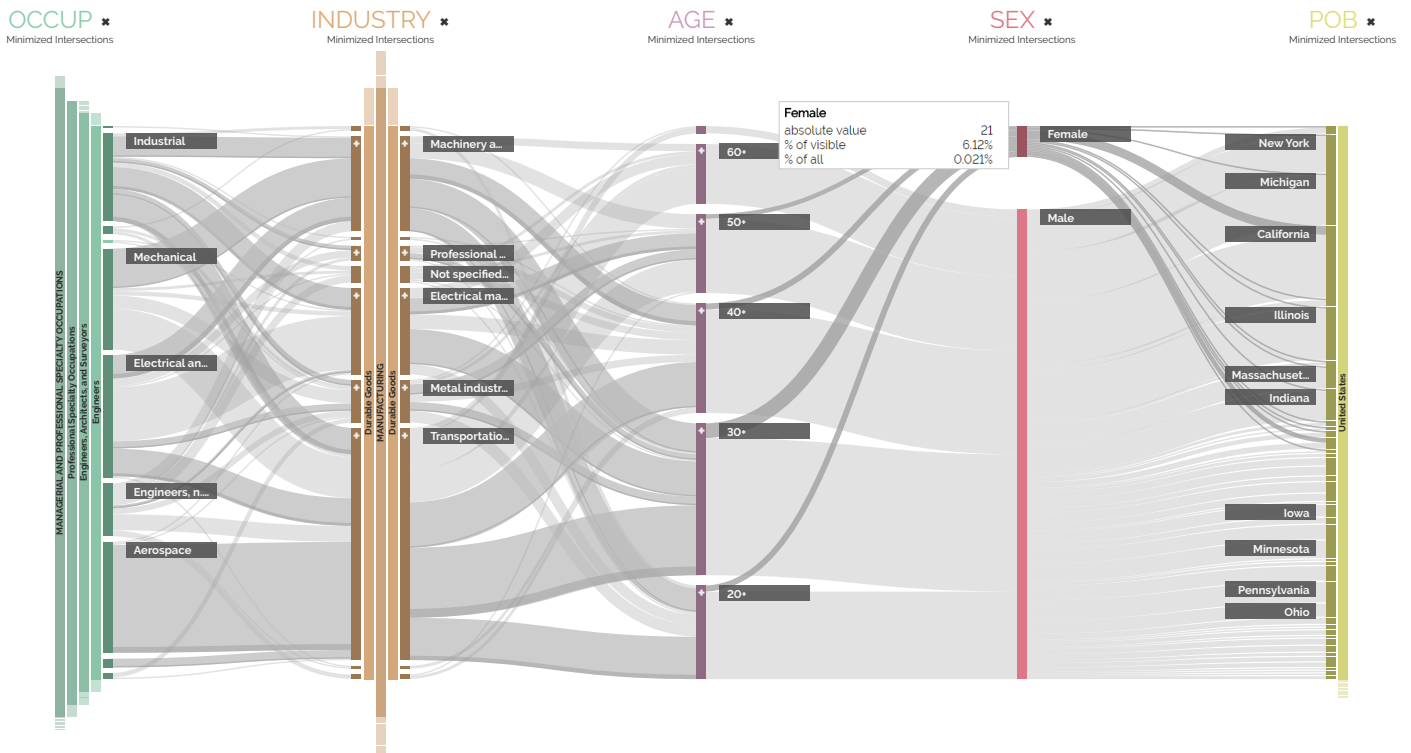 OCCUP ✖
INDUSTRY ✖
AGE ✖
SEX ✖
POB ✖
Minimized Intersections
Minimized Intersections
Minimized Intersections
Minimized Intersections
Minimized Intersections
MANAGERIAL AND PROFESSIONAL SPECIALTY OCCUPATIONS
Professional Specialty Occupations
Engineers, Architects, and Surveyors
Engineers
Industrial
Mechanical
Electrical an...
Engineers, n....
Aerospace
Durable Goods
MANUFACTURING
Durable Goods
Machinery a...
Professional ...
Not specified...
Electrical ma...
Metal industr...
Transportatio...
60+
50+
40+
30+
20+
Female
absolute value 21
% of visible 6.12%
% of all 0.021%
Female
Male
New York
Michigan
California
Illinois
Massachuset...
Indiana
Iowa
Minnesota
Pennsylvania
Ohio
United States